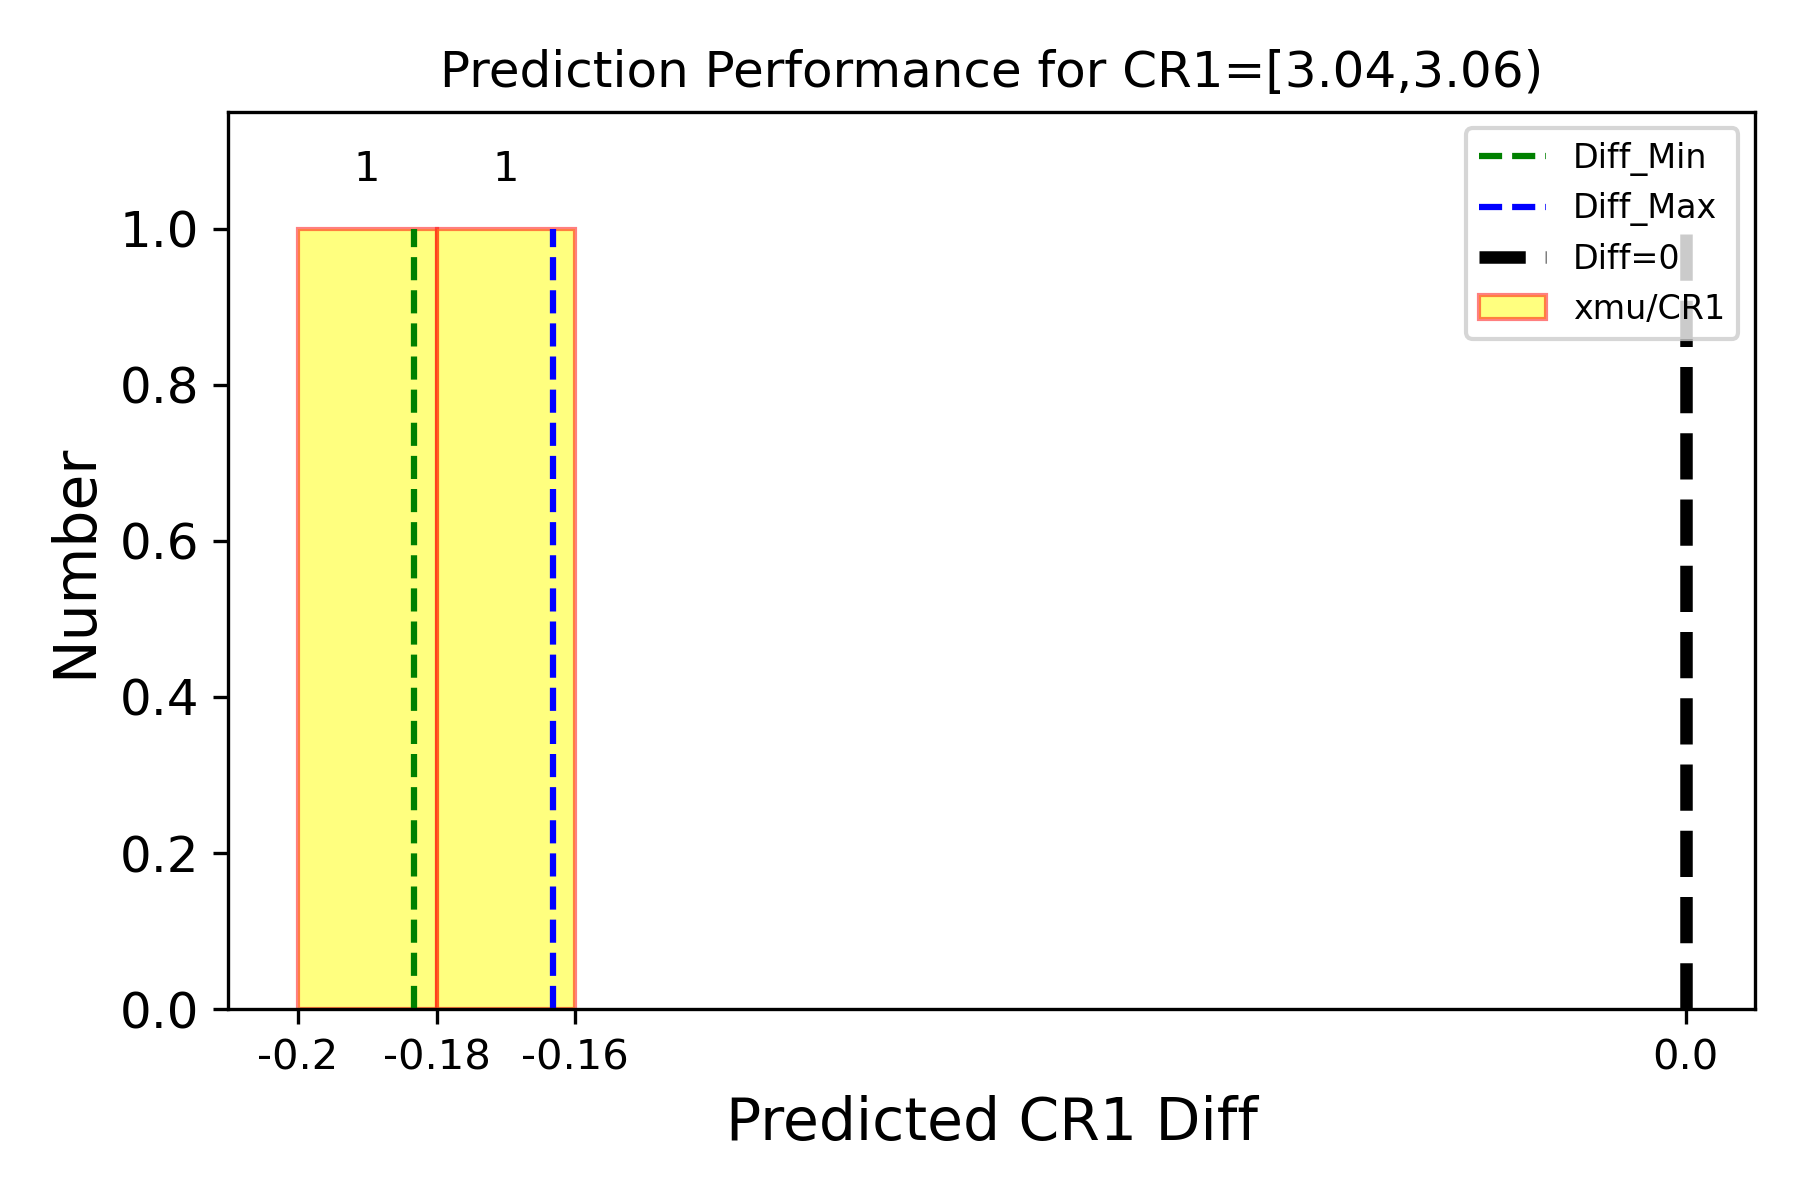 Prediction Performance for CR1=[3.04,3.06)
1 1
Diff_Min
Diff_Max
Diff=0
xmu/CR1
1.0
0.8
0.6
0.4
0.2
0.0
Number
-0.2 -0.18 -0.16 0.0
Predicted CR1 Diff